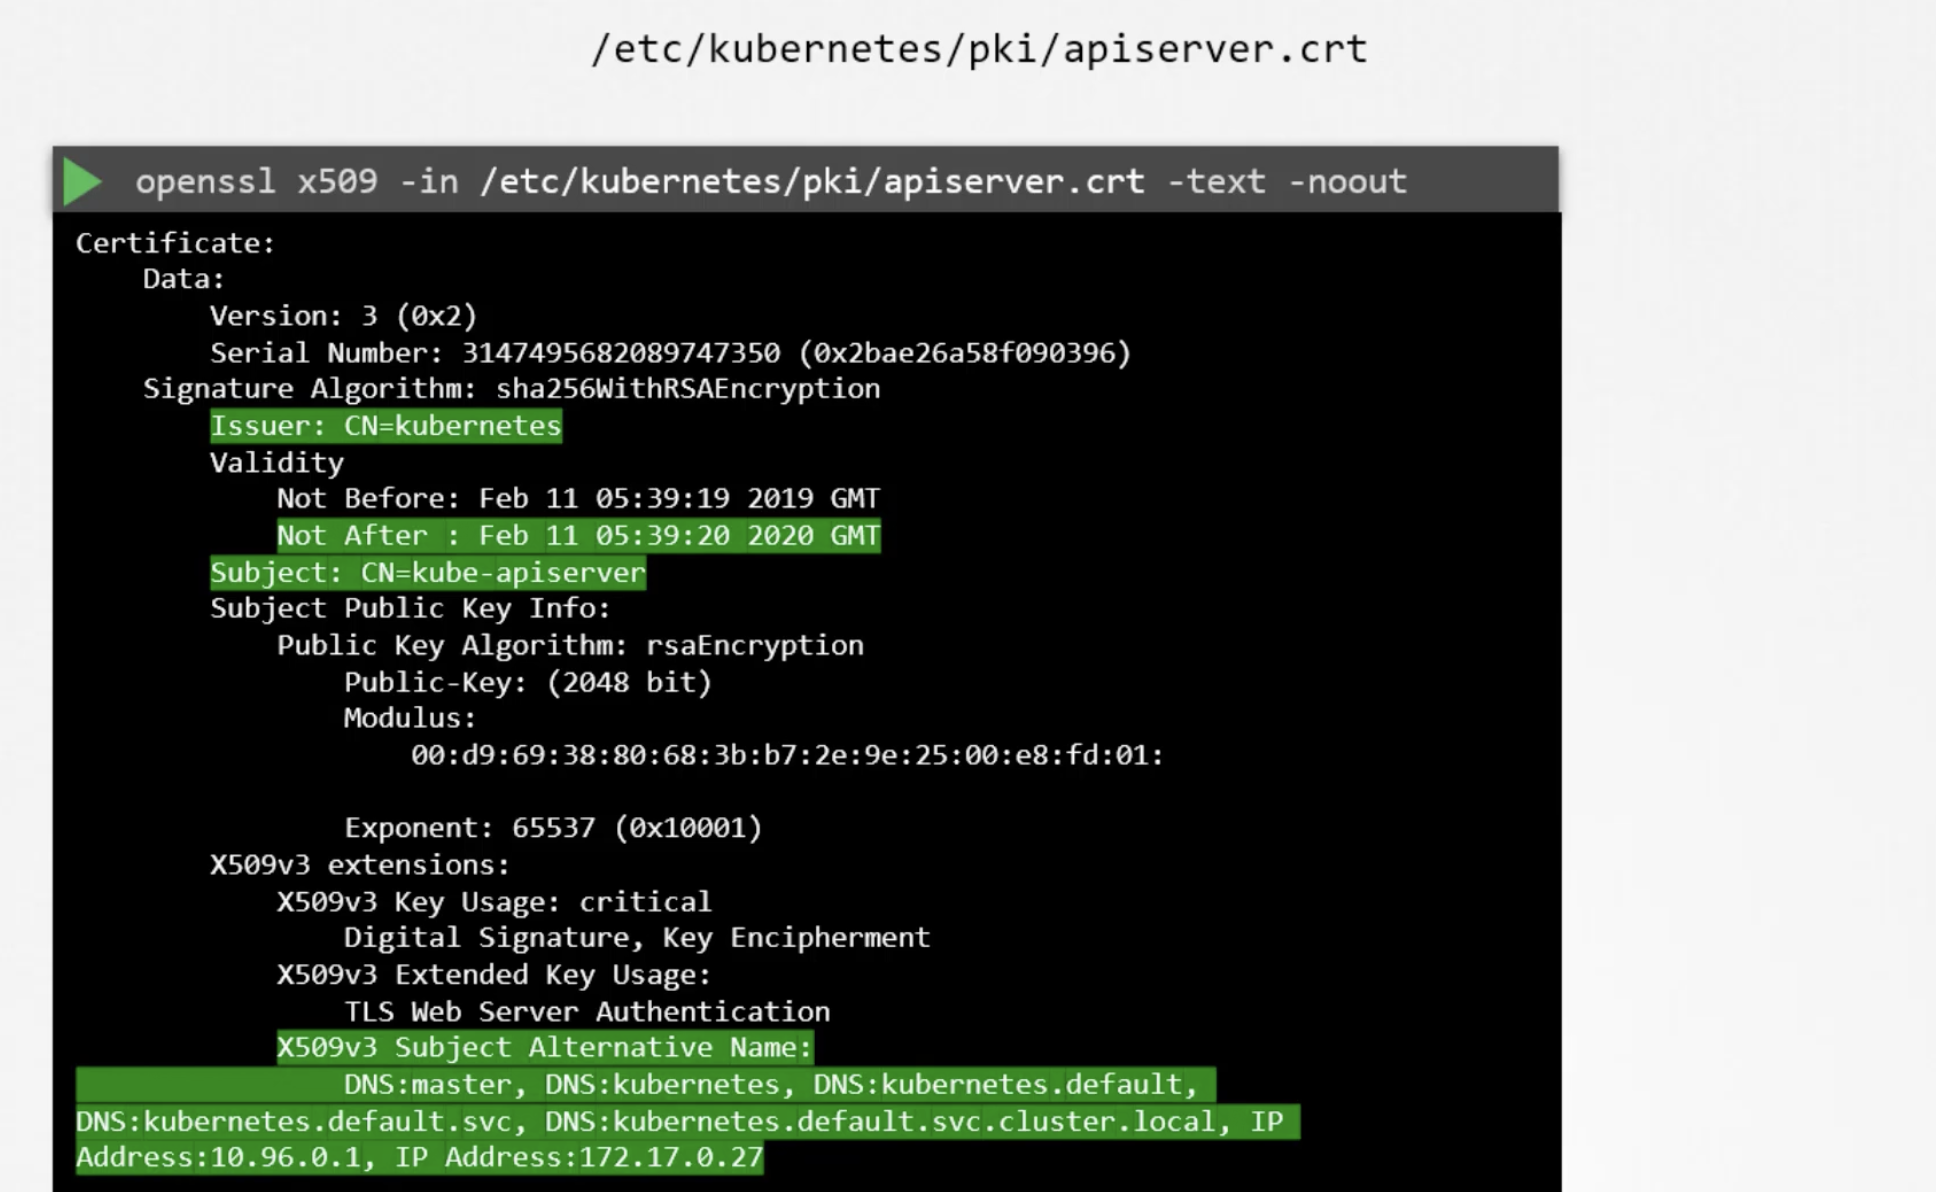 /etc/kubernetes/pki/apiserver.crt
openssl x509 -in /etc/kubernetes/pki/apiserver.crt -text -noout
Certificate:
Data:
Version: 3 (0x2)
Serial Number: 3147495682089747350 (0x2bae26a58f090396)
Signature Algorithm: sha256WithRSAEncryption
Issuer: CN=kubernetes
Validity
Not Before: Feb 11 05:39:19 2019 GMT
Not After : Feb 11 05:39:20 2020 GMT
Subject: CN=kube-apiserver
Subject Public Key Info:
Public Key Algorithm: rsaEncryption
Public-Key: (2048 bit)
Modulus:
00:d9:69:38:80:68:3b:b7:2e:9e:25:00:e8:fd:01:
Exponent: 65537 (0x10001)
X509v3 extensions:
X509v3 Key Usage: critical
Digital Signature, Key Encipherment
X509v3 Extended Key Usage:
TLS Web Server Authentication
X509v3 Subject Alternative Name:
DNS:master, DNS:kubernetes, DNS:kubernetes.default,
DNS:kubernetes.default.svc, DNS:kubernetes.default.svc.cluster.local, IP
Address:10.96.0.1, IP Address:172.17.0.27